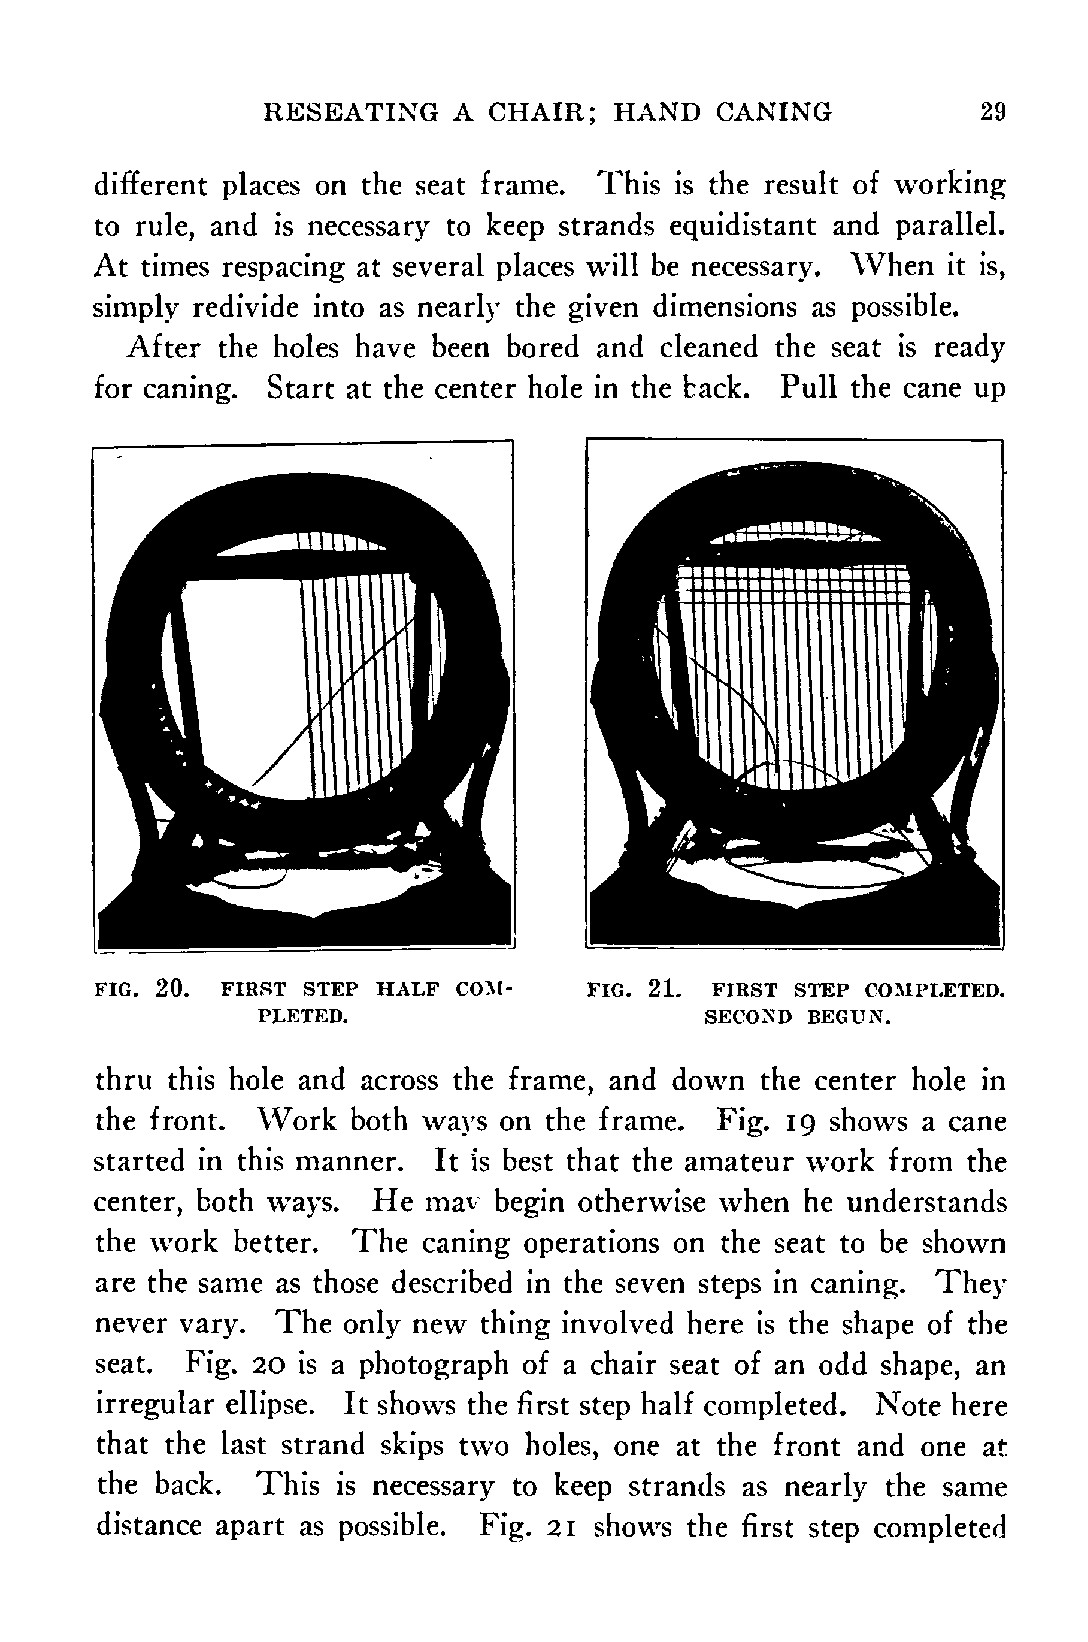 RESEATING A CHAIR; HAND CANING 29
different places on the seat frame. This is the result of working
to rule, and is necessary to keep strands equidistant and parallel.
At times respacing at several places will be necessary. When it is,
simply redivide into as nearly the given dimensions as possible.
After the holes have been bored and cleaned the seat is ready
for caning. Start at the center hole in the back. Pull the cane up
FIG. 20. FIRST STEP HALF COM-
PLETED.
FIG. 21. FIRST STEP COMPLETED.
SECOND BEGUN.
thru this hole and across the frame, and down the center hole in
the front. Work both ways on the frame. Fig. 19 shows a cane
started in this manner. It is best that the amateur work from the
center, both ways. He may begin otherwise when he understands
the work better. The caning operations on the seat to be shown
are the same as those described in the seven steps in caning. They
never vary. The only new thing involved here is the shape of the
seat. Fig. 20 is a photograph of a chair seat of an odd shape, an
irregular ellipse. It shows the first step half completed. Note here
that the last strand skips two holes, one at the front and one at
the back. This is necessary to keep strands as nearly the same
distance apart as possible. Fig. 21 shows the first step completed